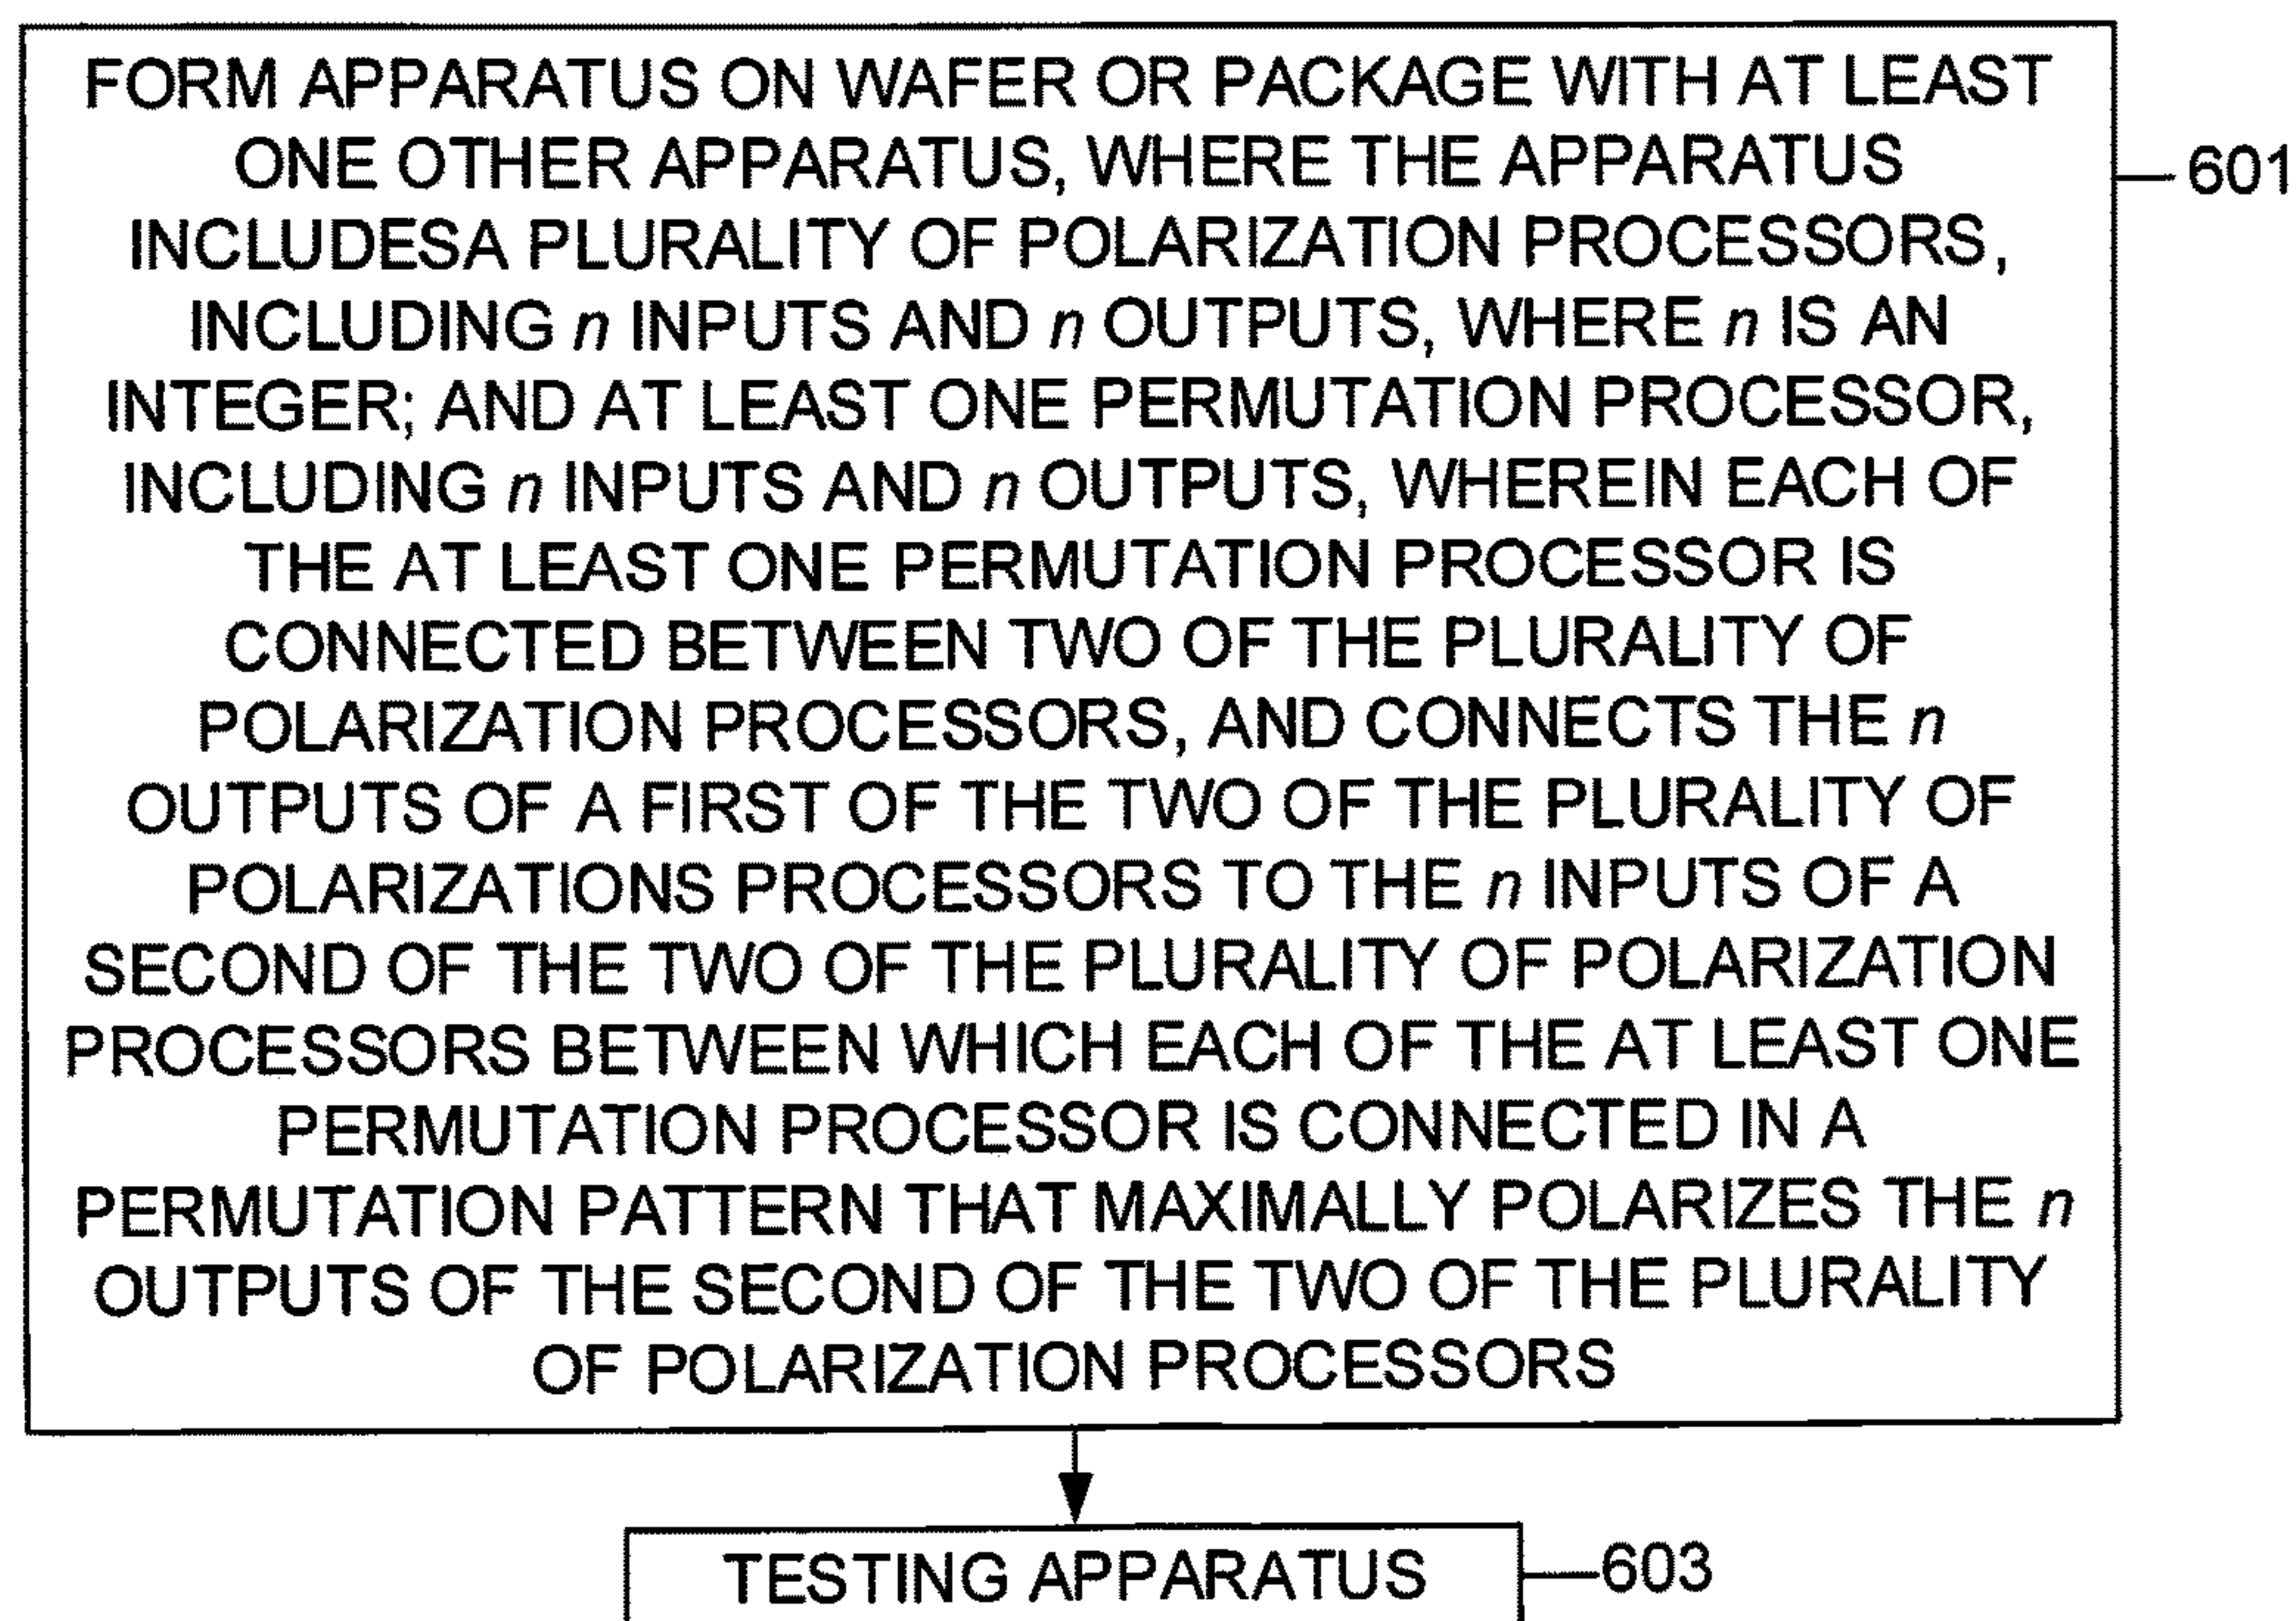 FORM APPARATUS ON WAFER OR PACKAGE WITH AT LEAST
ONE OTHER APPARATUS, WHERE THE APPARATUS
INCLUDESA PLURALITY OF POLARIZATION PROCESSORS,
INCLUDING n INPUTS AND n OUTPUTS, WHERE n IS AN
INTEGER; AND AT LEAST ONE PERMUTATION PROCESSOR,
INCLUDING n INPUTS AND n OUTPUTS, WHEREIN EACH OF
THE AT LEAST ONE PERMUTATION PROCESSOR IS
CONNECTED BETWEEN TWO OF THE PLURALITY OF
POLARIZATION PROCESSORS, AND CONNECTS THE n
OUTPUTS OF A FIRST OF THE TWO OF THE PLURALITY OF
POLARIZATIONS PROCESSORS TO THE n INPUTS OF A
SECOND OF THE TWO OF THE PLURALITY OF POLARIZATION
PROCESSORS BETWEEN WHICH EACH OF THE AT LEAST ONE
PERMUTATION PROCESSOR IS CONNECTED IN A
PERMUTATION PATTERN THAT MAXIMALLY POLARIZES THE n
OUTPUTS OF THE SECOND OF THE TWO OF THE PLURALITY
OF POLARIZATION PROCESSORS
601
TESTING APPARATUS
603